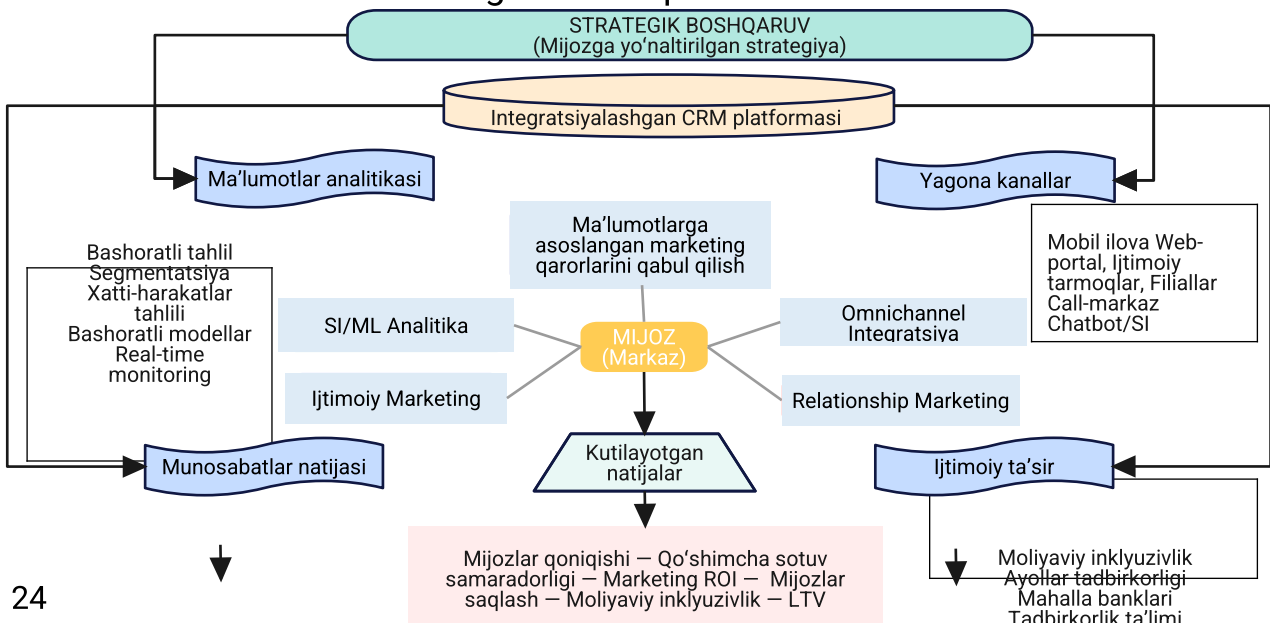 STRATEGIK BOSHQARUV
(Mijozga yo‘naltirilgan strategiya)
Integratsiyalashgan CRM platformasi
Ma’lumotlar analitikasi
Yagona kanallar
Ma’lumotlarga
asoslangan marketing
qarorlarini qabul qilish
Bashoratli tahlil
Segmentatsiya
Xatti-harakatlar
tahlili
Bashoratli modellar
Real-time
monitoring
Mobil ilova Web-
portal, Ijtimoiy
tarmoqlar, Filiallar
Call-markaz
Chatbot/SI
SI/ML Analitika
MIJOZ
(Markaz)
Omnichannel
Integratsiya
Ijtimoiy Marketing
Relationship Marketing
Munosabatlar natijasi
Kutilayotgan
natijalar
Ijtimoiy ta’sir
Mijozlar qoniqishi — Qo‘shimcha sotuv
samaradorligi — Marketing ROI — Mijozlar
saqlash — Moliyaviy inklyuzivlik — LTV
Moliyaviy inklyuzivlik
Ayollar tadbirkorligi
Mahalla banklari
Tadbirkorlik ta’limi
24